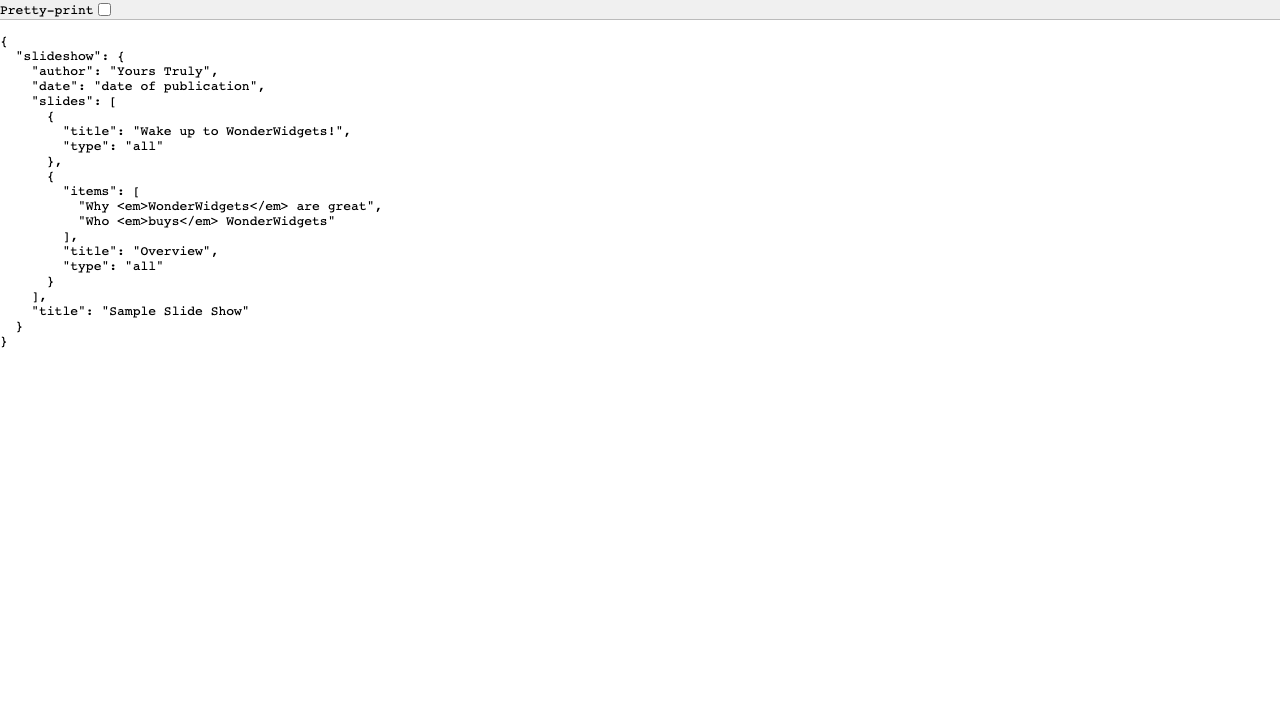 Pretty-print
{
  "slideshow": {
    "author": "Yours Truly",
    "date": "date of publication",
    "slides": [
      {
        "title": "Wake up to WonderWidgets!",
        "type": "all"
      },
      {
        "items": [
          "Why <em>WonderWidgets</em> are great",
          "Who <em>buys</em> WonderWidgets"
        ],
        "title": "Overview",
        "type": "all"
      }
    ],
    "title": "Sample Slide Show"
  }
}